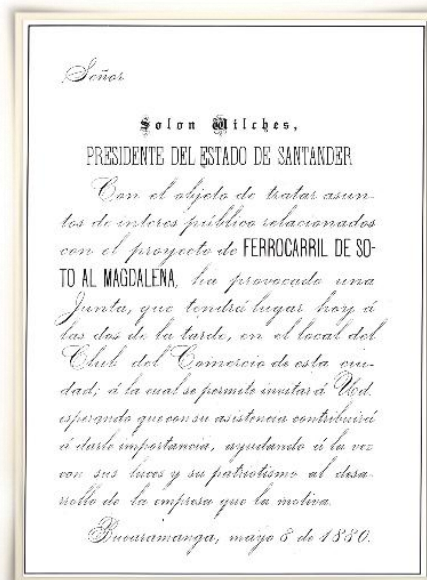 Señor
Solon Wilches,
PRESIDENTE DEL ESTADO DE SANTANDER
Con el objeto de tratar asun-
tos de interes público relacionados
con el proyecto de FERROCARRIL DE SO-
TO AL MAGDALENA, ha provocado una
Junta, que tendrá lugar hoy á
las dos de la tarde, en el local del
Club del Comercio de esta ciu-
dad; á la cual se permite invitar á Ud.
esperando que con su asistencia contribuirá
á darle importancia, ayudando á la vez
con sus luces y su patriotismo al desa-
rrollo de la empresa que la motiva.
Bucaramanga, mayo 8 de 1880.